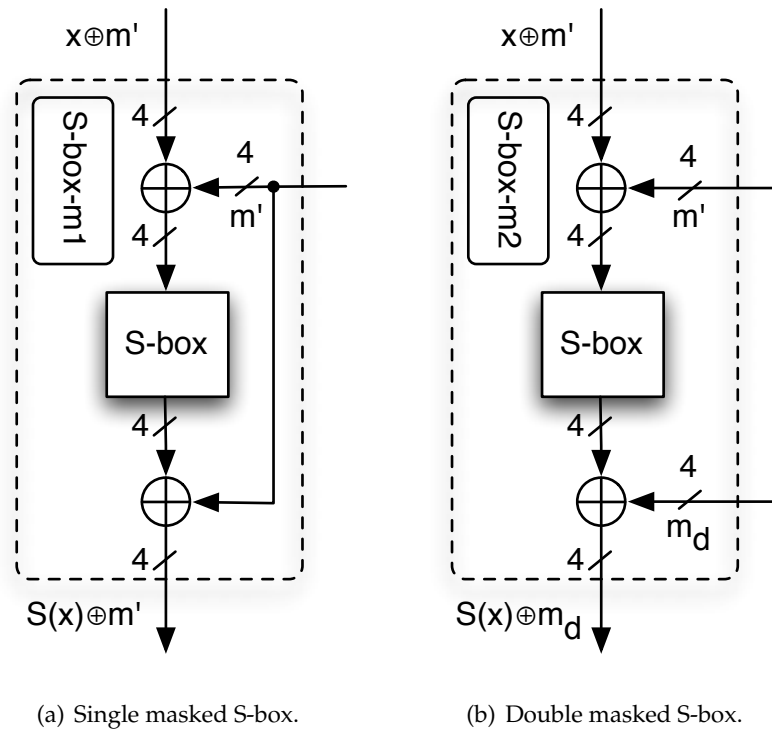 x⊕m'
4
S-box-m1
4
m'
4
S-box
4
4
S(x)⊕m'
(a) Single masked S-box.
x⊕m'
4
S-box-m2
4
m'
4
S-box
4
4
m_d
4
S(x)⊕m_d
(b) Double masked S-box.